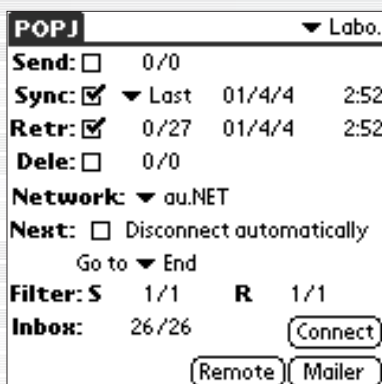 POPJ Labo.
Send: 0/0
Sync: Last 01/4/4 2:52
Retr: 0/27 01/4/4 2:52
Dele: 0/0
Network: au.NET
Next: Disconnect automatically
Go to End
Filter: S 1/1 R 1/1
Inbox: 26/26 Connect
Remote Mailer